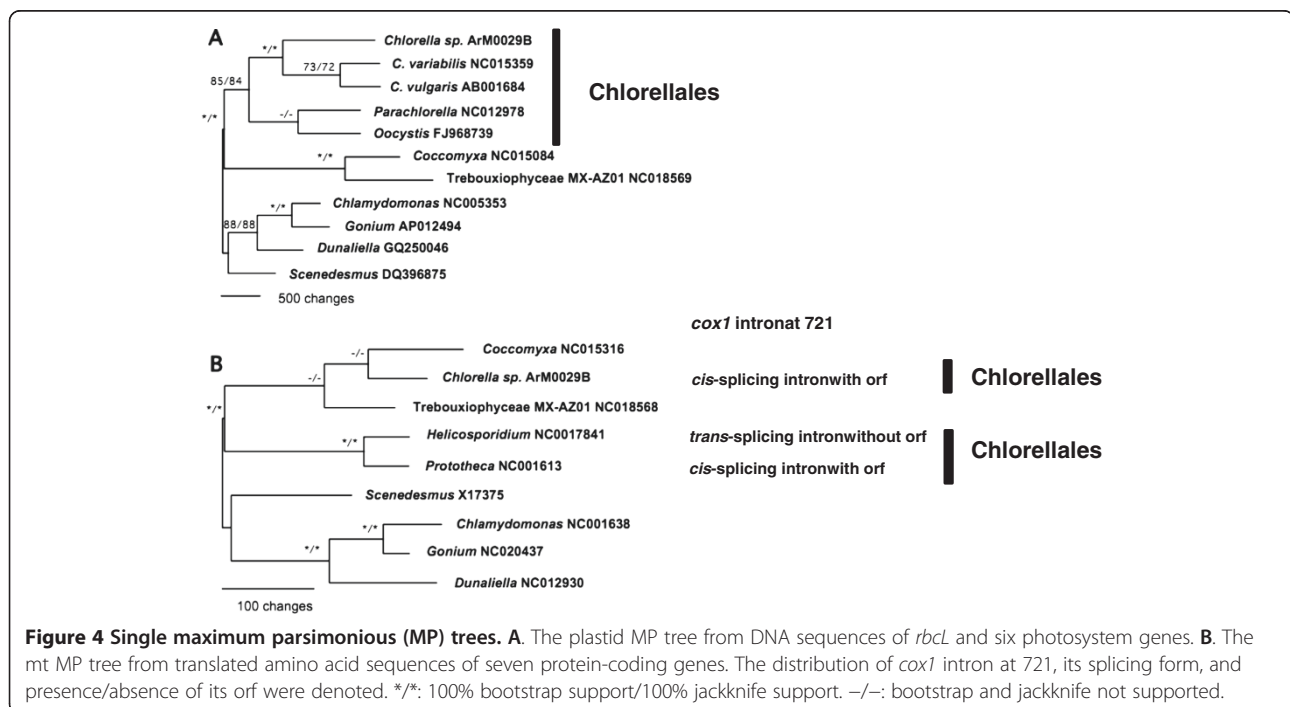 A
*/*
Chlorella sp. ArM0029B
73/72
C. variabilis NC015359
85/84
C. vulgaris AB001684
Chlorellales
*/*
-/-
Parachlorella NC012978
Oocystis FJ968739
*/*
Coccomyxa NC015084
Trebouxiophyceae MX-AZ01 NC018569
*/*
Chlamydomonas NC005353
88/88
Gonium AP012494
Dunaliella GQ250046
Scenedesmus DQ396875
500 changes
cox1 intronat 721
B
-/-
Coccomyxa NC015316
-/-
Chlorella sp. ArM0029B
cis-splicing intronwith orf
Chlorellales
*/*
Trebouxiophyceae MX-AZ01 NC018568
*/*
Helicosporidium NC0017841
trans-splicing intronwithout orf
Chlorellales
Prototheca NC001613
cis-splicing intronwith orf
Scenedesmus X17375
*/*
Chlamydomonas NC001638
*/*
Gonium NC020437
Dunaliella NC012930
100 changes
Figure 4 Single maximum parsimonious (MP) trees. A. The plastid MP tree from DNA sequences of rbcL and six photosystem genes. B. The
mt MP tree from translated amino acid sequences of seven protein-coding genes. The distribution of cox1 intron at 721, its splicing form, and
presence/absence of its orf were denoted. */*: 100% bootstrap support/100% jackknife support. −/−: bootstrap and jackknife not supported.